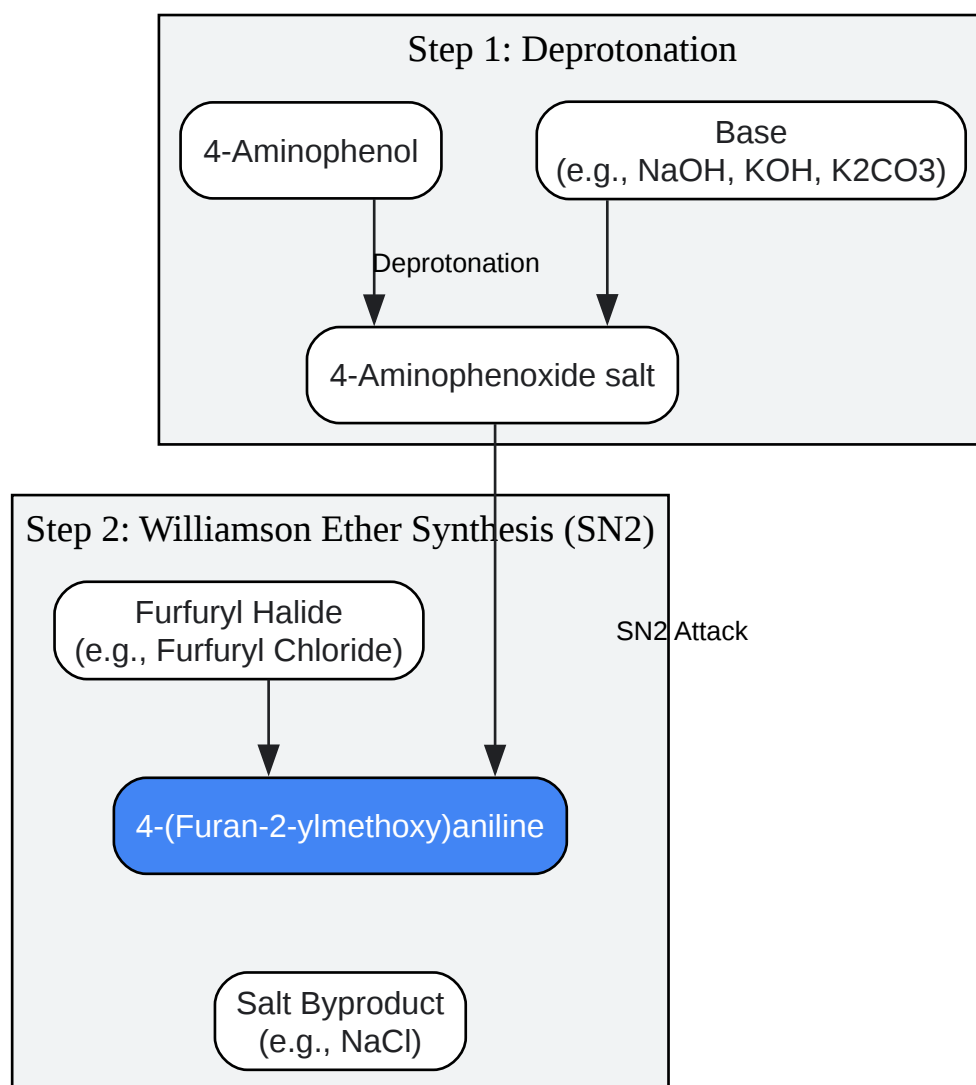 Step 1: Deprotonation
4-Aminophenol
Base
(e.g., NaOH, KOH, K2CO3)
Deprotonation
4-Aminophenoxide salt
Step 2: Williamson Ether Synthesis (SN2)
Furfuryl Halide
(e.g., Furfuryl Chloride)
SN2 Attack
4-(Furan-2-ylmethoxy)aniline
Salt Byproduct
(e.g., NaCl)